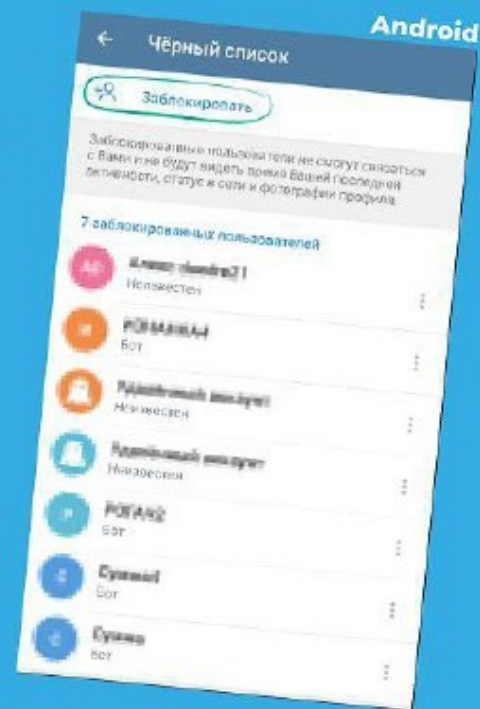 Android
Чёрный список
Заблокировать
Заблокированные пользователи не смогут связаться
с Вами и не будут видеть время Вашей последней
активности, статус в сети и фотографии профиля.
7 заблокированных пользователей
Неизвестен
Бот
Неизвестен
Неизвестен
Бот
Бот
Бот